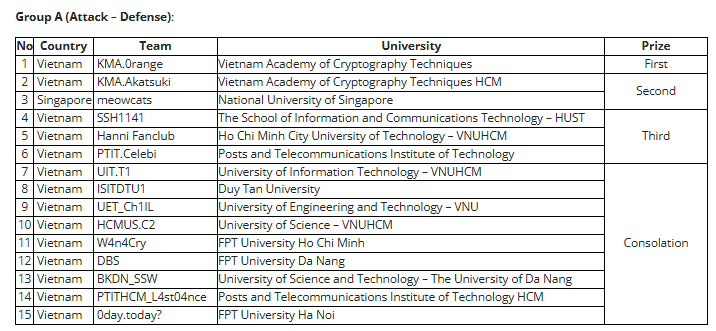 Group A (Attack – Defense):
No Country Team University Prize
1 Vietnam KMA.0range Vietnam Academy of Cryptography Techniques First
2 Vietnam KMA.Akatsuki Vietnam Academy of Cryptography Techniques HCM Second
3 Singapore meowcats National University of Singapore
4 Vietnam SSH1141 The School of Information and Communications Technology – HUST Third
5 Vietnam Hanni Fanclub Ho Chi Minh City University of Technology – VNUHCM
6 Vietnam PTIT.Celebi Posts and Telecommunications Institute of Technology
7 Vietnam UIT.T1 University of Information Technology – VNUHCM Consolation
8 Vietnam ISITDTU1 Duy Tan University
9 Vietnam UET_Ch1IL University of Engineering and Technology – VNU
10 Vietnam HCMUS.C2 University of Science – VNUHCM
11 Vietnam W4n4Cry FPT University Ho Chi Minh
12 Vietnam DBS FPT University Da Nang
13 Vietnam BKDN_SSW University of Science and Technology – The University of Da Nang
14 Vietnam PTITHCM_L4st04nce Posts and Telecommunications Institute of Technology HCM
15 Vietnam 0day.today? FPT University Ha Noi